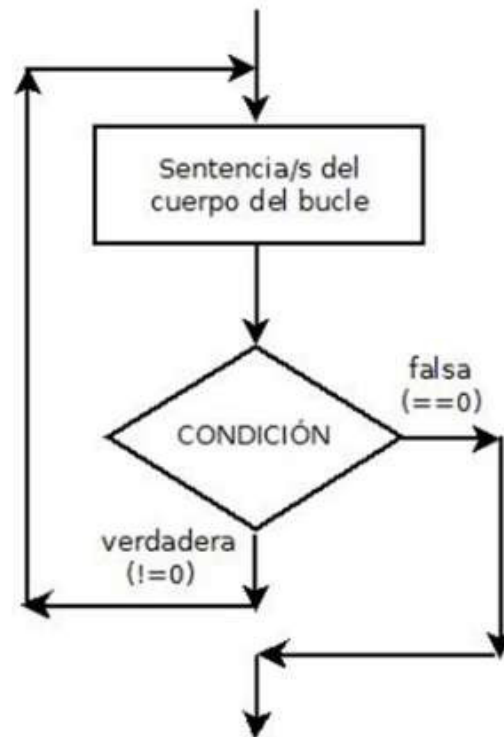 Sentencia/s del
cuerpo del bucle
falsa
(==0)
CONDICIÓN
verdadera
(!=0)